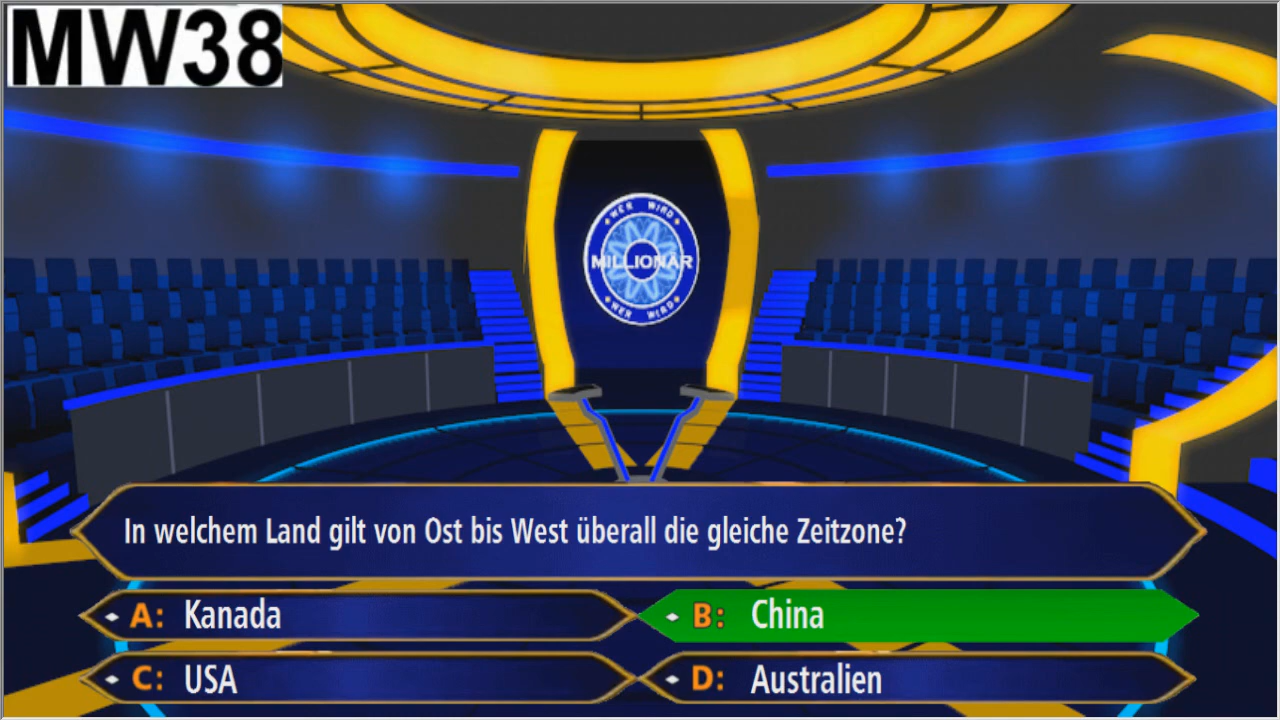 MW38
WER WIRD
MILLIONÄR
WER WIRD
In welchem Land gilt von Ost bis West überall die gleiche Zeitzone?
A: Kanada
B: China
C: USA
D: Australien